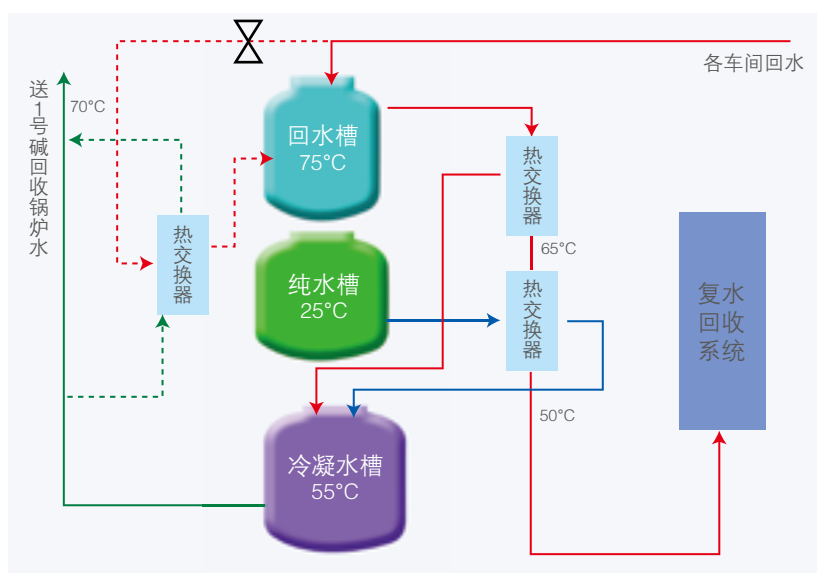 各车间回水
送1号碱回收锅炉水
70°C
回水槽
75°C
热交换器
65°C
热交换器
纯水槽
25°C
热交换器
复水
回收
系统
50°C
冷凝水槽
55°C